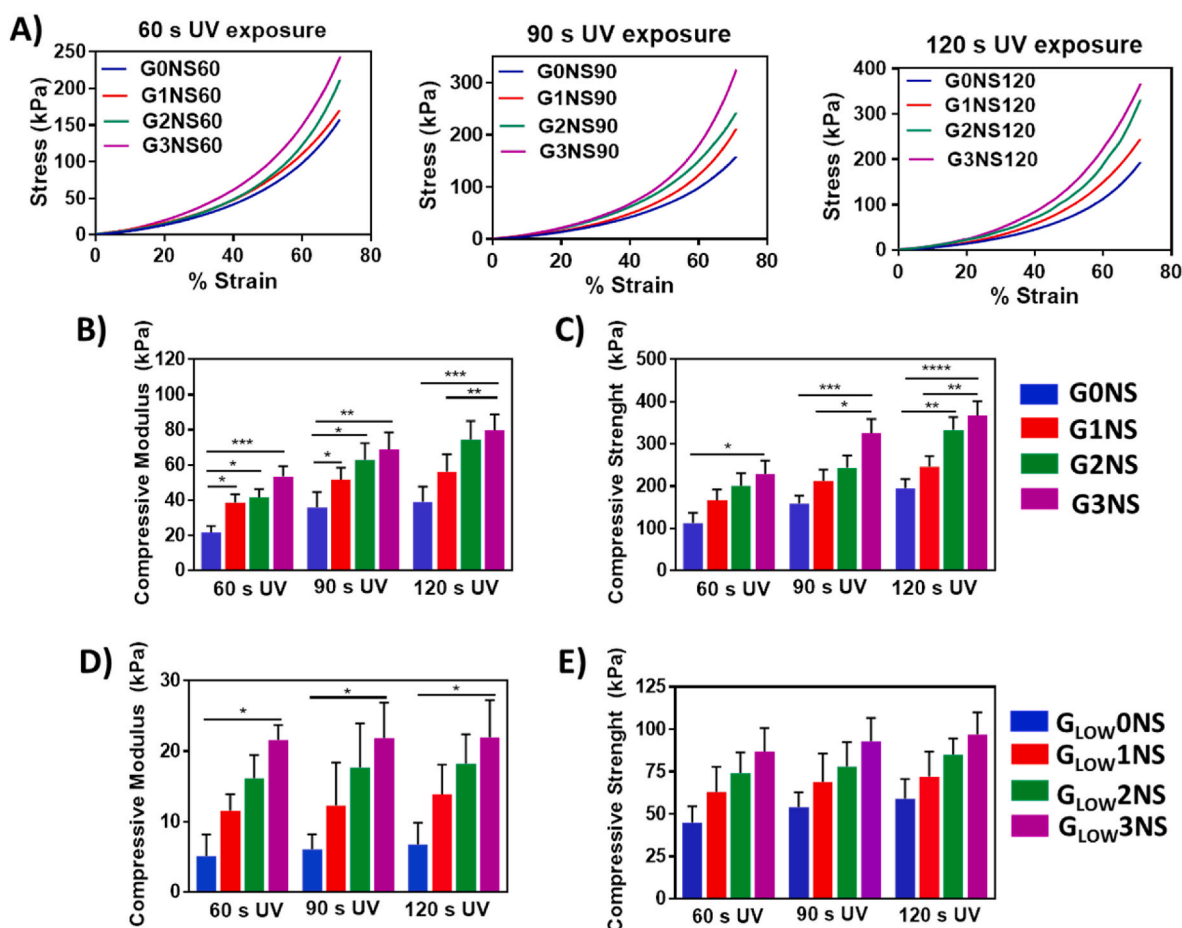 A)
60 s UV exposure
Stress (kPa)
250
200
150
100
50
0
G0NS60
G1NS60
G2NS60
G3NS60
0 20 40 60 80
% Strain
90 s UV exposure
Stress (kPa)
300
200
100
0
G0NS90
G1NS90
G2NS90
G3NS90
0 20 40 60 80
% Strain
120 s UV exposure
Stress (kPa)
400
300
200
100
0
G0NS120
G1NS120
G2NS120
G3NS120
0 20 40 60 80
% Strain
B)
Compressive Modulus (kPa)
120
100
80
60
40
20
0
***
*
*
**
*
*
***
**
60 s UV 90 s UV 120 s UV
C)
Compressive Strenght (kPa)
500
400
300
200
100
0
*
***
*
****
**
**
60 s UV 90 s UV 120 s UV
G0NS
G1NS
G2NS
G3NS
D)
Compressive Modulus (kPa)
30
20
10
0
*
*
*
60 s UV 90 s UV 120 s UV
E)
Compressive Strenght (kPa)
125
100
75
50
25
0
60 s UV 90 s UV 120 s UV
GLOW0NS
GLOW1NS
GLOW2NS
GLOW3NS